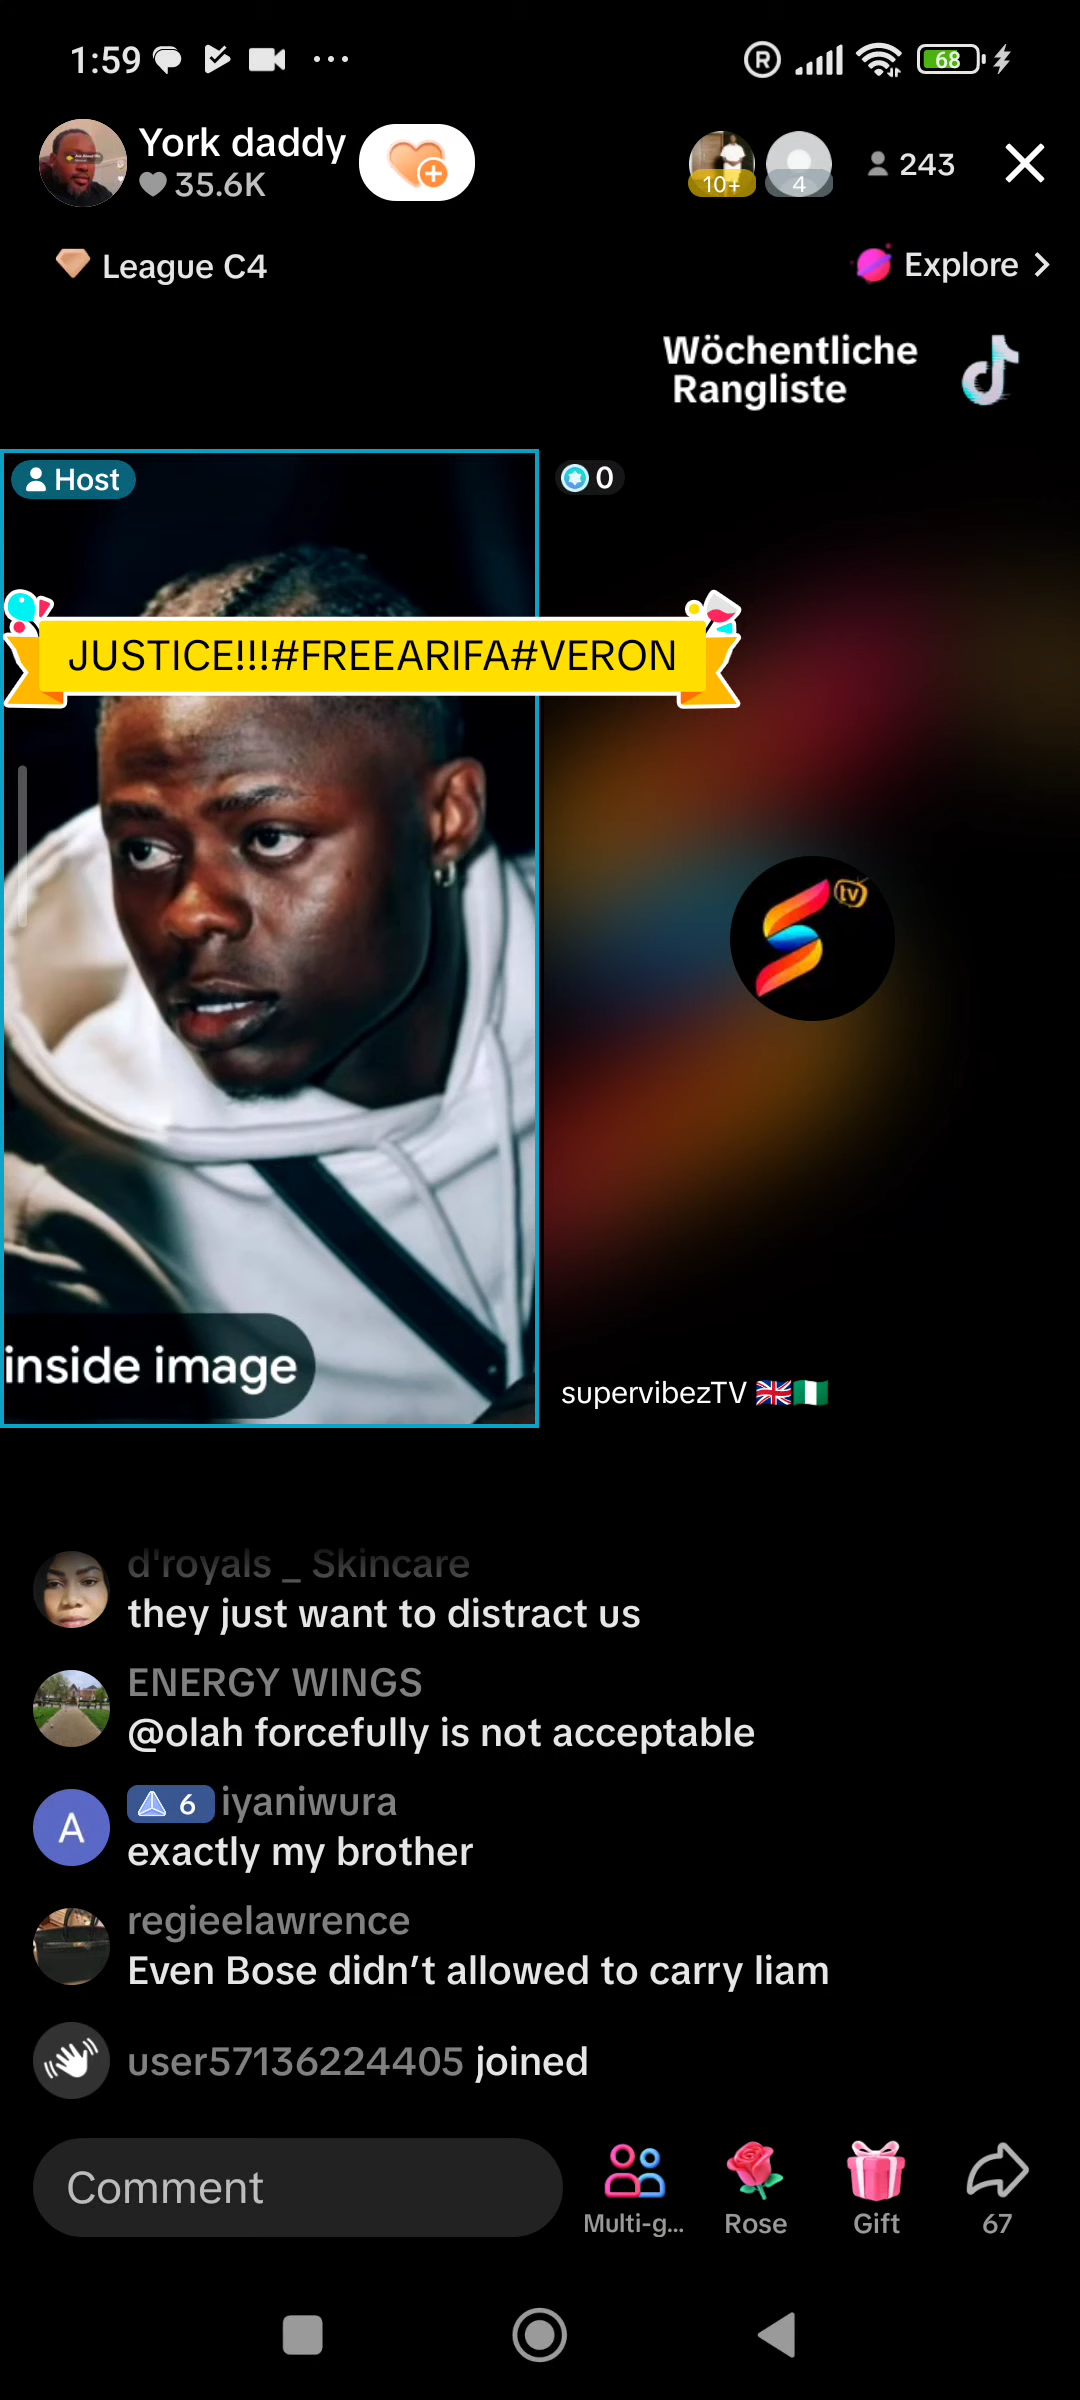 1:59
R
68
York daddy
35.6K
10+
4
243
League C4
Explore
Wöchentliche
Rangliste
Host
0
JUSTICE!!!#FREEARIFA#VERON
tv
inside image
supervibezTV
d'royals _ Skincare
they just want to distract us
ENERGY WINGS
@olah forcefully is not acceptable
A
6 iyaniwura
exactly my brother
regieelawrence
Even Bose didn’t allowed to carry liam
user57136224405 joined
Comment
Multi-g...
Rose
Gift
67